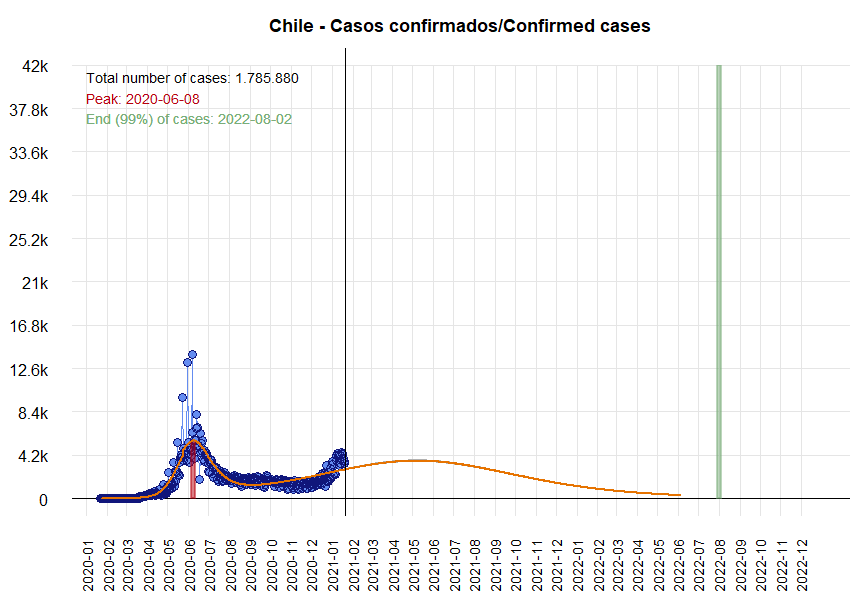 Chile - Casos confirmados/Confirmed cases
Total number of cases: 1.785.880
Peak: 2020-06-08
End (99%) of cases: 2022-08-02
42k
37.8k
33.6k
29.4k
25.2k
21k
16.8k
12.6k
8.4k
4.2k
0
2020-01
2020-02
2020-03
2020-04
2020-05
2020-06
2020-07
2020-08
2020-09
2020-10
2020-11
2020-12
2021-01
2021-02
2021-03
2021-04
2021-05
2021-06
2021-07
2021-08
2021-09
2021-10
2021-11
2021-12
2022-01
2022-02
2022-03
2022-04
2022-05
2022-06
2022-07
2022-08
2022-09
2022-10
2022-11
2022-12